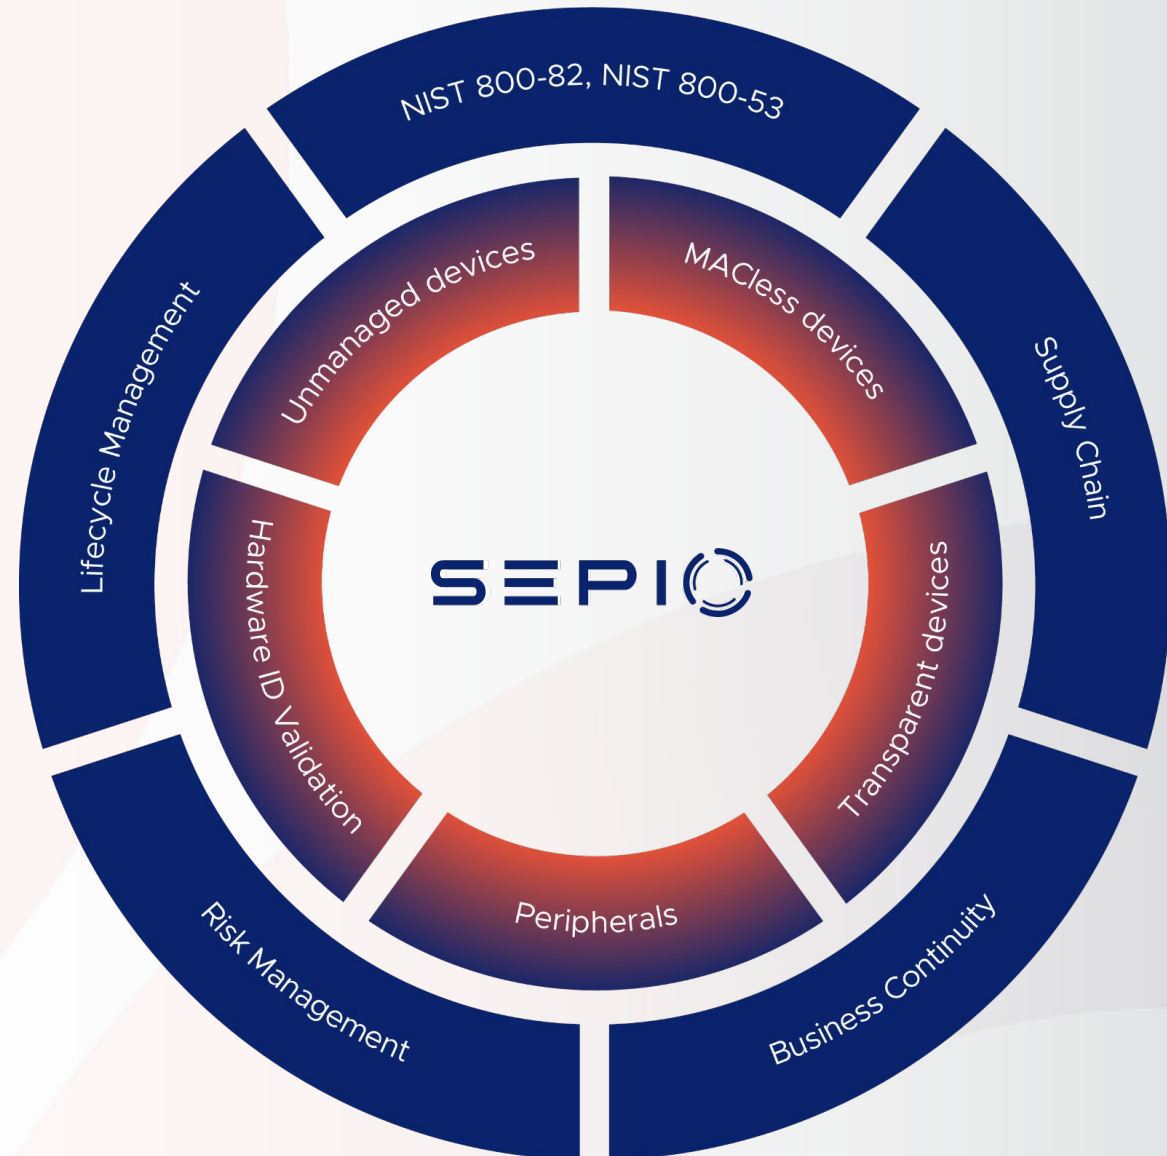 NIST 800-82, NIST 800-53
Supply Chain
Business Continuity
Risk Management
Lifecycle Management
Unmanaged devices
MACless devices
Transparent devices
Peripherals
Hardware ID Validation
SEPIO